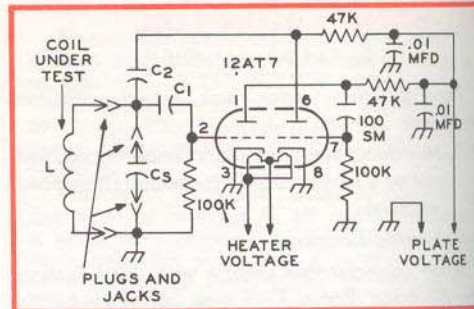 COIL
UNDER
TEST
C2
C1
12AT7
47K
.01
MFD
47K
.01
MFD
1
6
100
SM
2
7
L
CS
3
8
100K
100K
HEATER
VOLTAGE
PLATE
VOLTAGE
PLUGS AND
JACKS